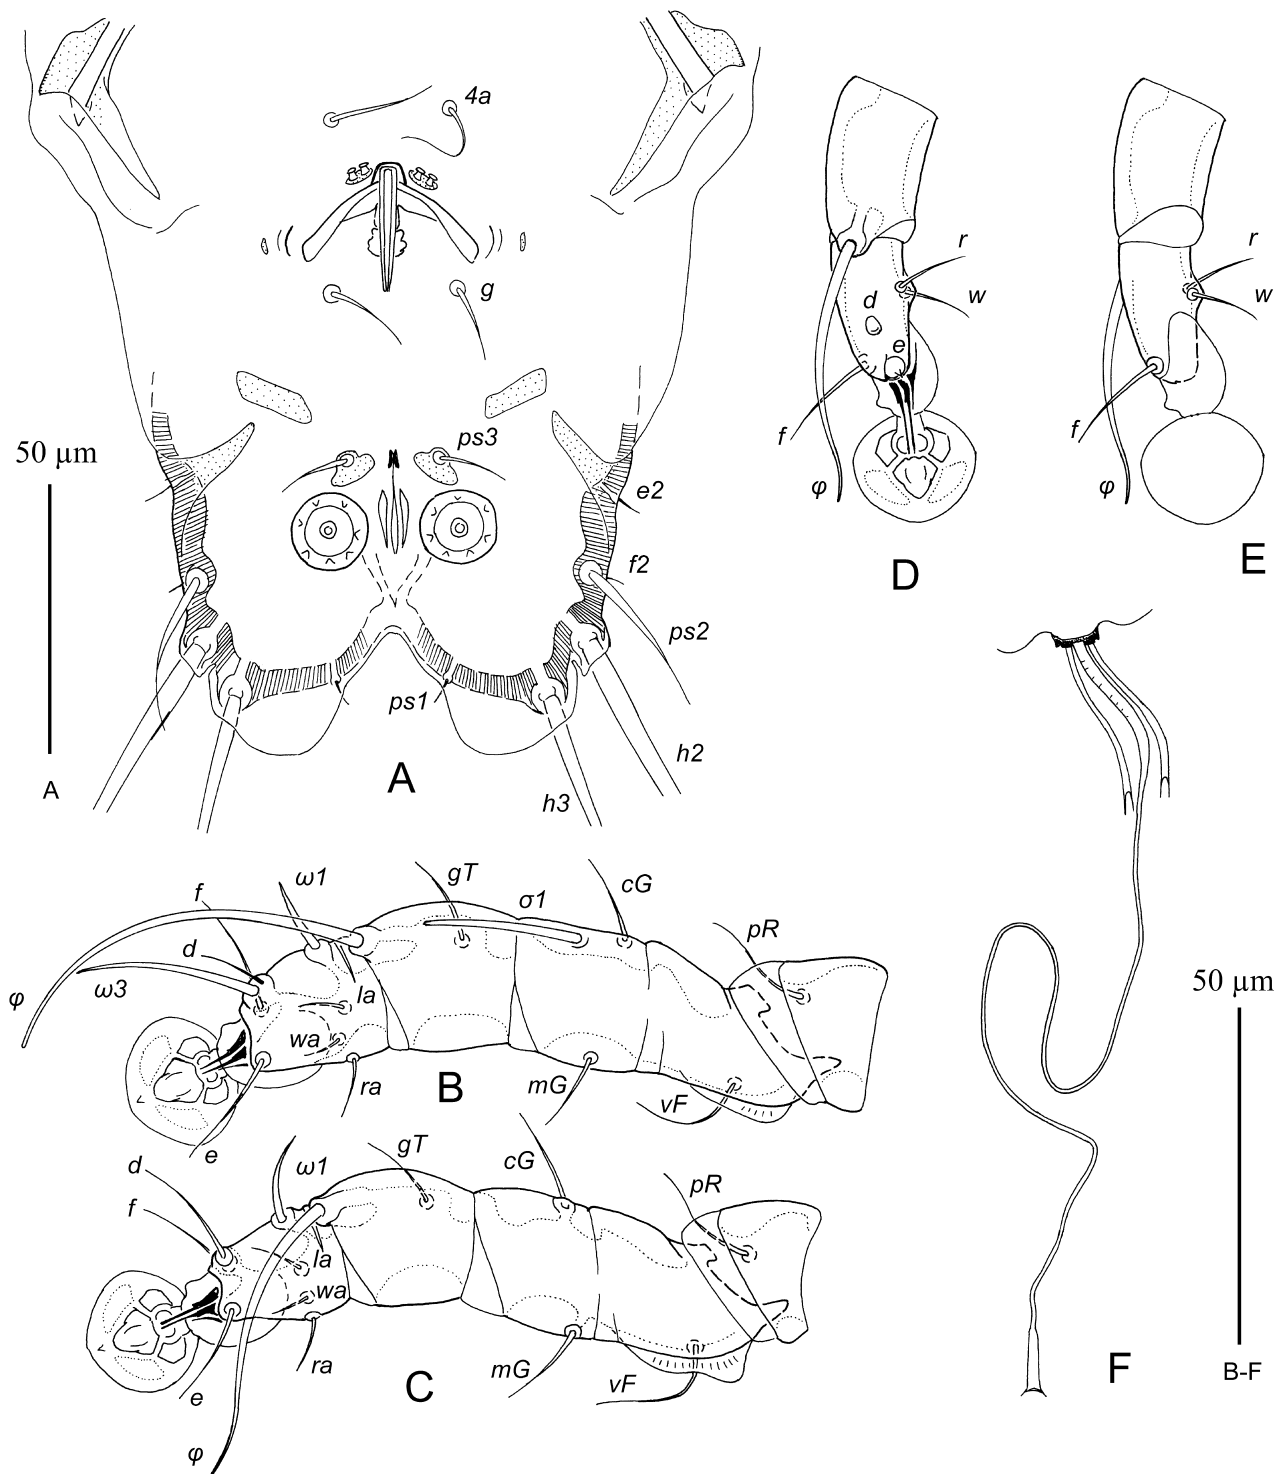 4a
g
50 µm
ps3
e2
f2
ps2
ps1
h2
h3
A
A
r
w
d
e
f
φ
D
r
w
f
φ
E
ω1
gT
σ1
cG
pR
f
d
ω3
φ
la
wa
ra
e
mG
vF
B
d
f
ω1
gT
cG
pR
la
wa
ra
e
φ
mG
vF
C
50 µm
F
B-F